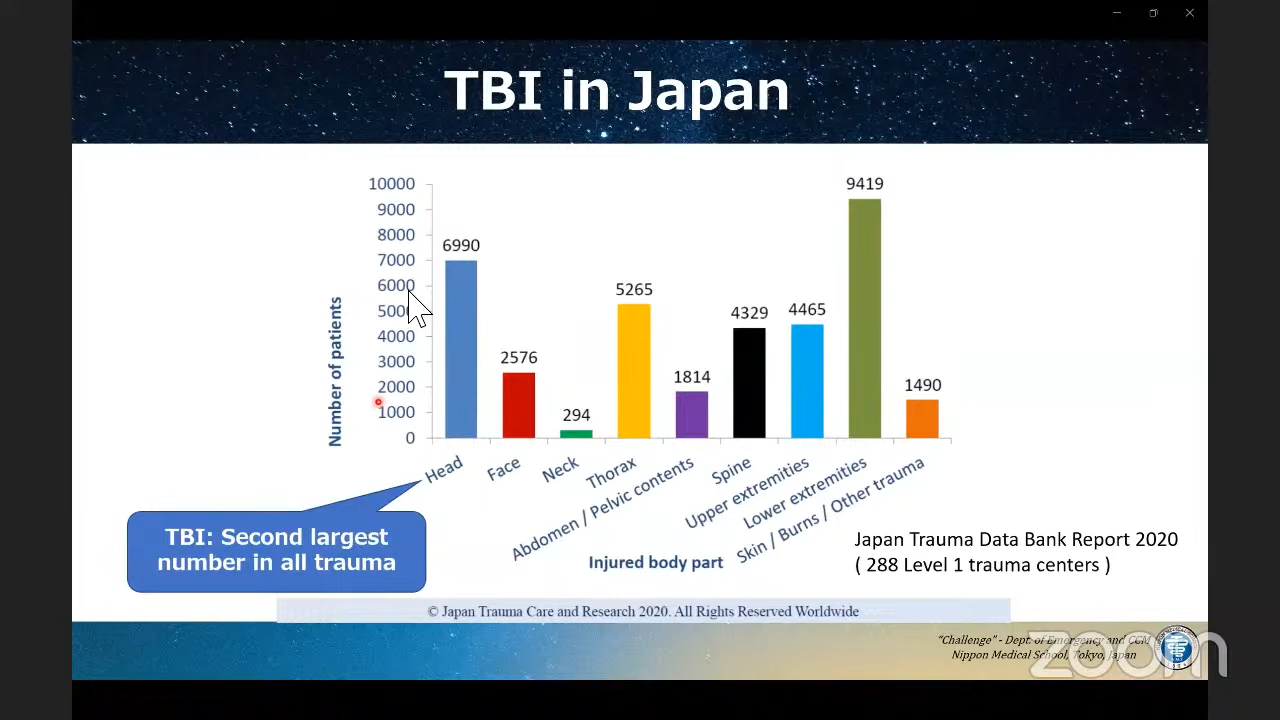 TBI in Japan
10000
9000
8000
7000
6000
5000
4000
3000
2000
1000
0
Number of patients
6990
2576
294
5265
1814
4329
4465
9419
1490
Head
Face
Neck
Thorax
Abdomen / Pelvic contents
Spine
Upper extremities
Lower extremities
Skin / Burns / Other trauma
Injured body part
TBI: Second largest
number in all trauma
Japan Trauma Data Bank Report 2020
( 288 Level 1 trauma centers )
© Japan Trauma Care and Research 2020. All Rights Reserved Worldwide
“Challenge” - Dept. of Emergency and CCM
Nippon Medical School, Tokyo, Japan
zoom